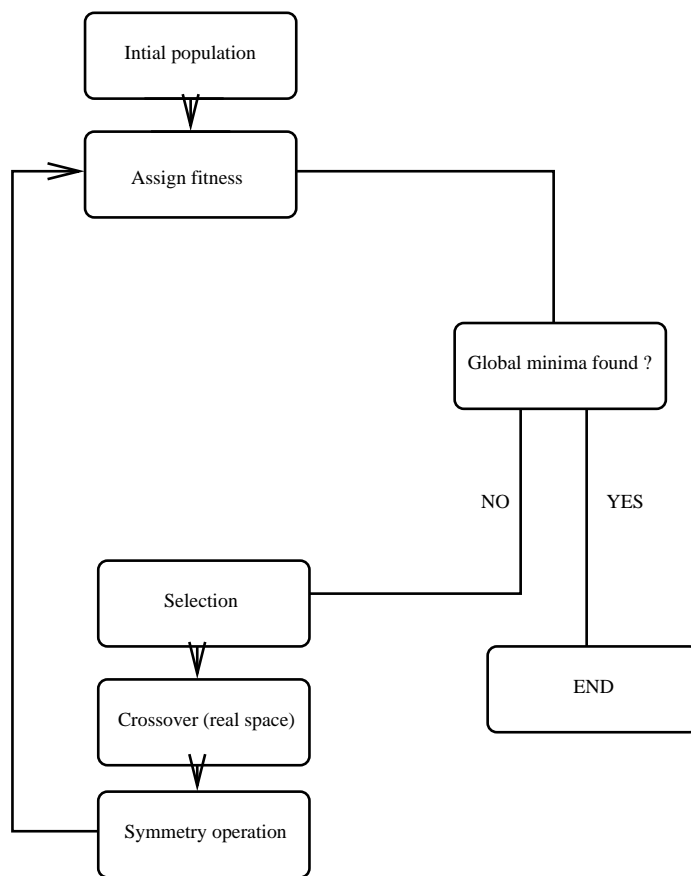 Intial population
Assign fitness
Global minima found ?
NO
YES
Selection
END
Crossover (real space)
Symmetry operation